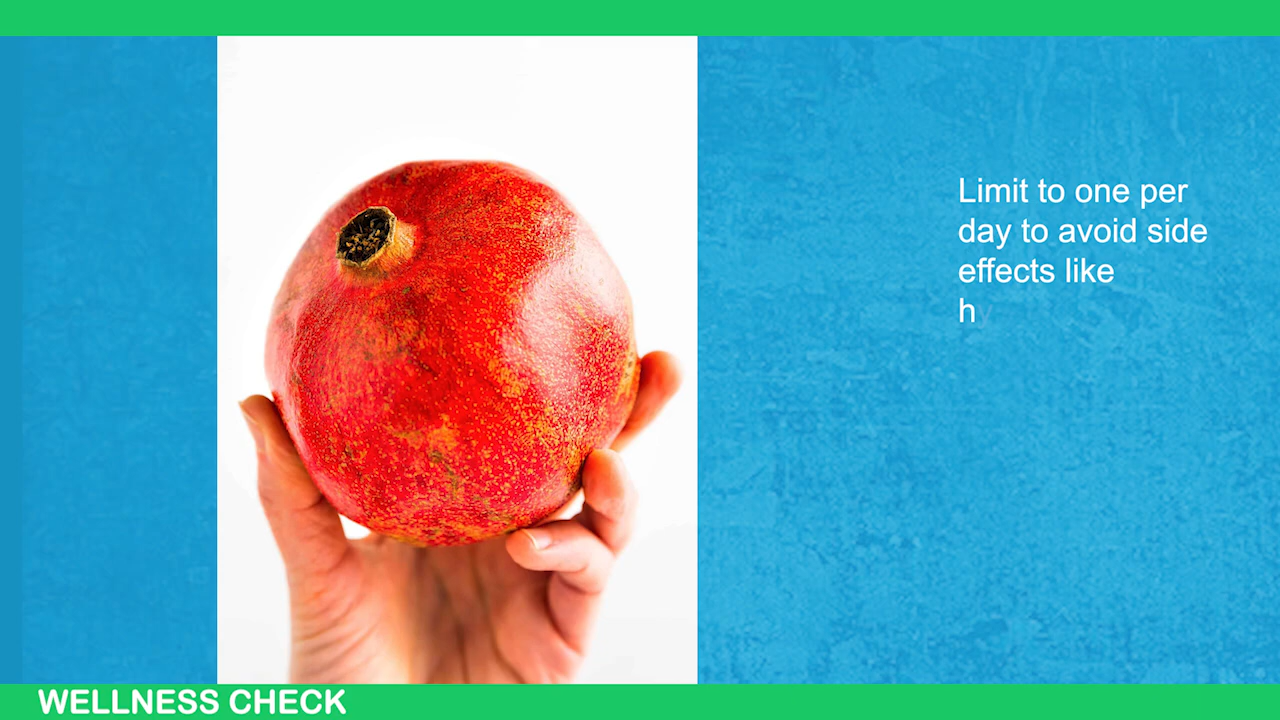 Limit to one per
day to avoid side
effects like
h
WELLNESS CHECK